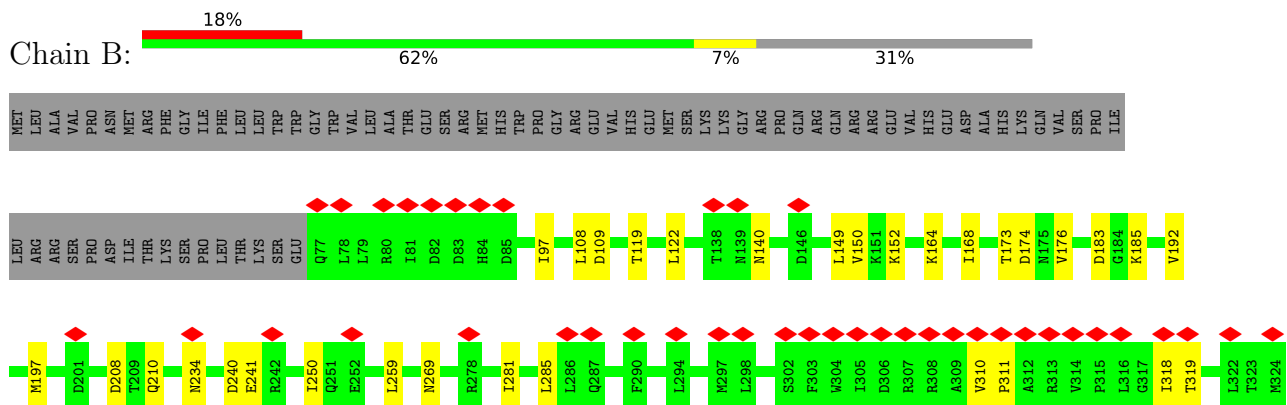 18%
Chain B:
62% 7% 31%
MET LEU ALA VAL PRO ASN MET ARG PHE GLY ILE PHE LEU LEU TRP TRP GLY TRP VAL LEU ALA THR GLU SER ARG MET HIS TRP PRO GLY ARG GLU VAL HIS GLU MET SER LYS LYS GLY ARG PRO GLN ARG GLN ARG ARG GLU VAL HIS GLU ASP ALA HIS LYS GLN VAL SER PRO ILE
LEU ARG ARG SER PRO ASP ILE THR LYS SER PRO LEU THR LYS SER GLU Q77 L78 L79 R80 I81 D82 D83 H84 D85 I97 L108 D109 T119 L122 T138 N139 N140 D146 L149 V150 K151 K152 K164 I168 T173 D174 N175 V176 D183 G184 K185 V192
M197 D201 D208 T209 Q210 N234 D240 E241 R242 I250 Q251 E252 L259 N269 R278 I281 L285 L286 Q287 F290 L294 M297 L298 S302 F303 W304 I305 D306 R307 R308 A309 V310 P311 A312 R313 V314 P315 L316 G317 I318 T319 L322 T323 M324